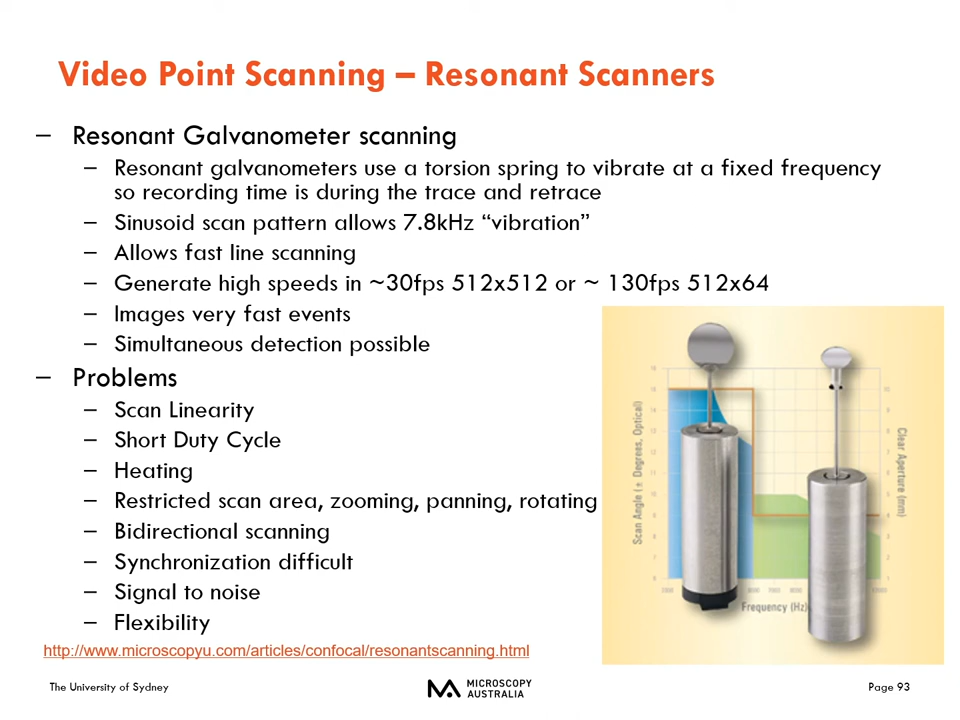 Video Point Scanning – Resonant Scanners
– Resonant Galvanometer scanning
– Resonant galvanometers use a torsion spring to vibrate at a fixed frequency
so recording time is during the trace and retrace
– Sinusoid scan pattern allows 7.8kHz “vibration”
– Allows fast line scanning
– Generate high speeds in ~30fps 512x512 or ~ 130fps 512x64
– Images very fast events
– Simultaneous detection possible
– Problems
– Scan Linearity
– Short Duty Cycle
– Heating
– Restricted scan area, zooming, panning, rotating
– Bidirectional scanning
– Synchronization difficult
– Signal to noise
– Flexibility
Scan Angle (± Degrees, Optical)
Clear Aperture (mm)
Frequency (Hz)
http://www.microscopyu.com/articles/confocal/resonantscanning.html
The University of Sydney
MICROSCOPY
AUSTRALIA
Page 93